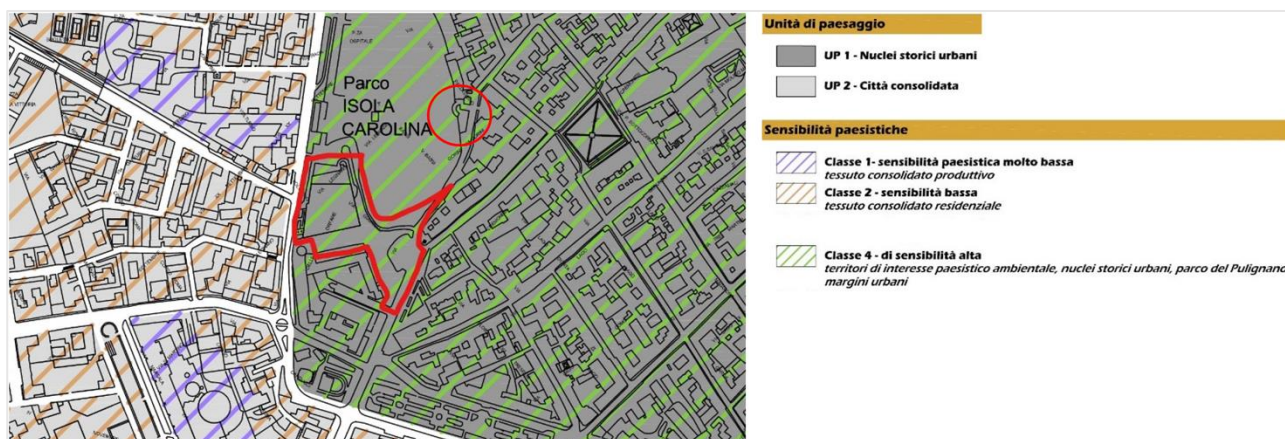 Parco
ISOLA
CAROLINA
Unità di paesaggio
UP 1 - Nuclei storici urbani
UP 2 - Città consolidata
Sensibilità paesistiche
Classe 1- sensibilità paesistica molto bassa
tessuto consolidato produttivo
Classe 2 - sensibilità bassa
tessuto consolidato residenziale
Classe 4 - di sensibilità alta
territori di interesse paesistico ambientale, nuclei storici urbani, parco del Pulignano
margini urbani